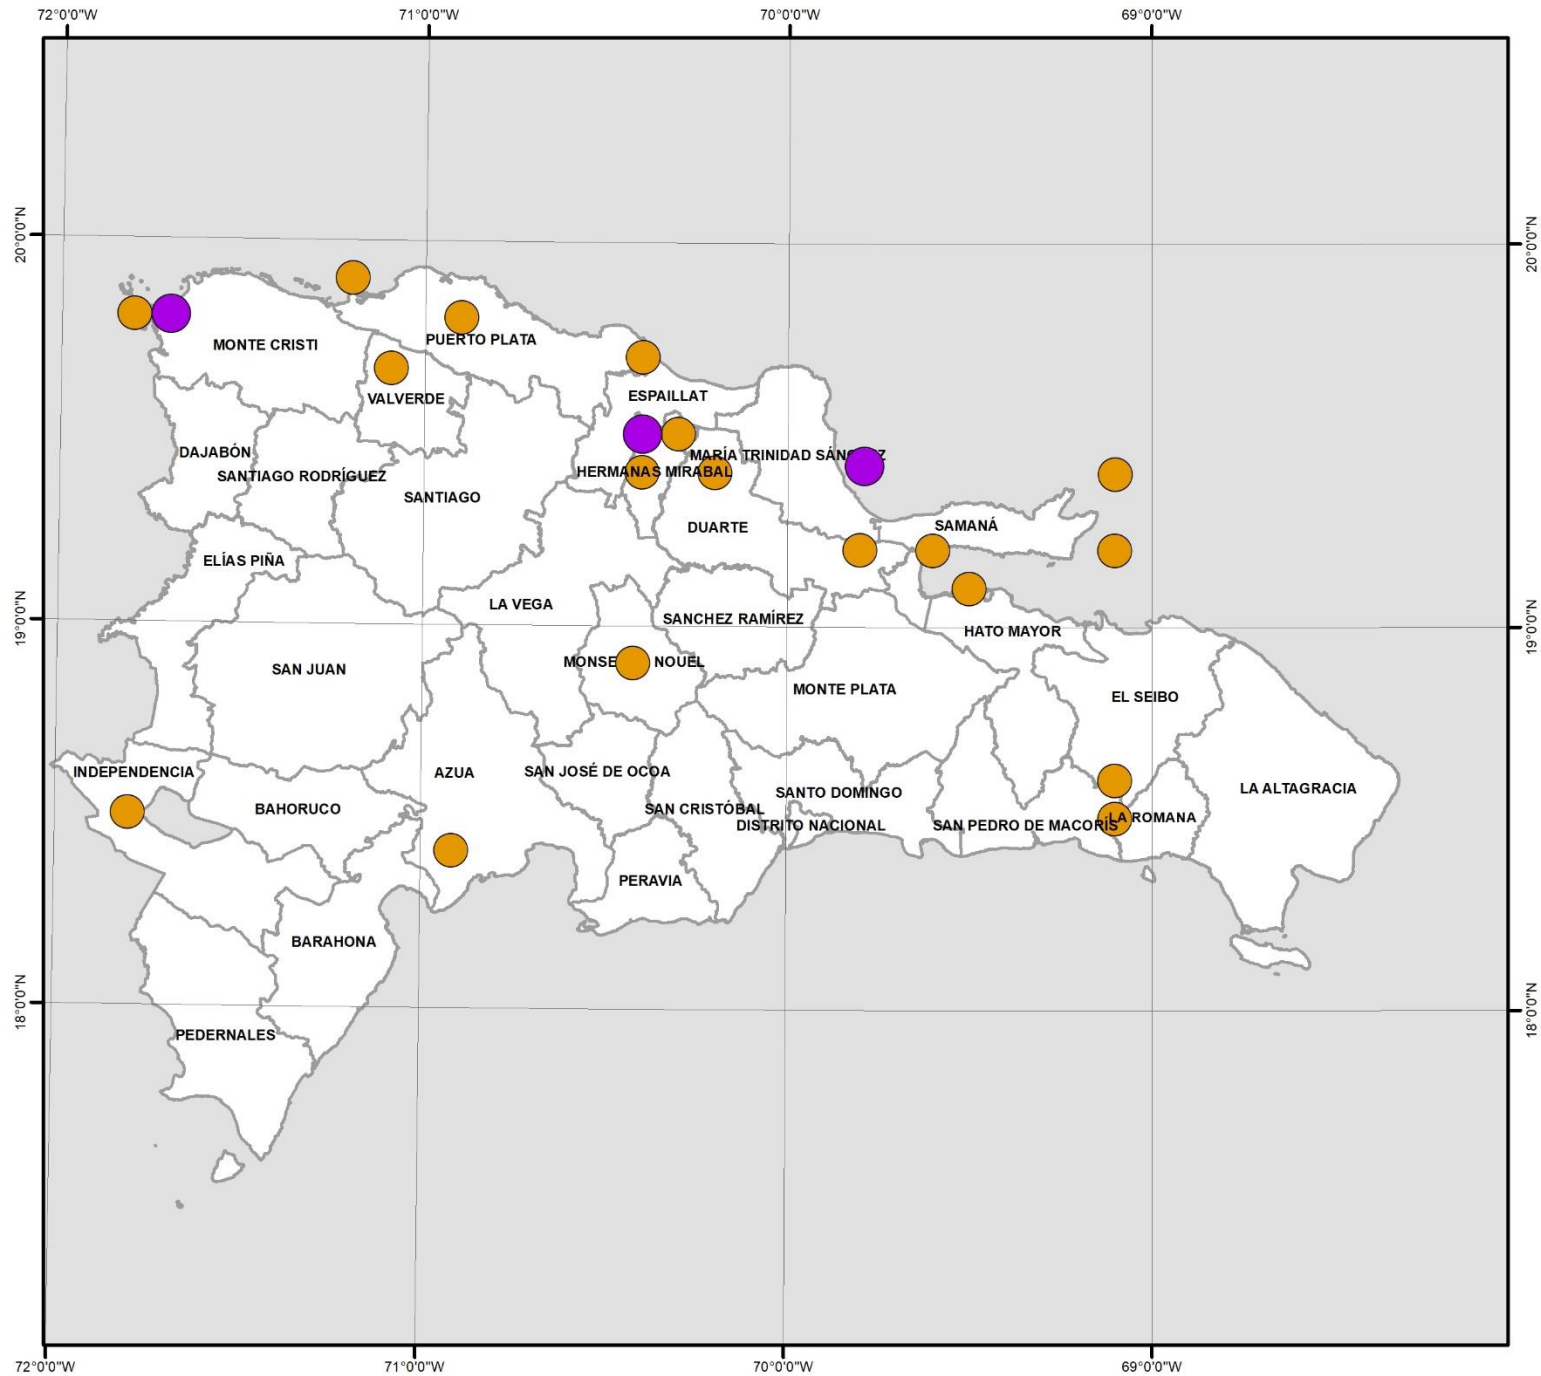 72°0'0"W 71°0'0"W 70°0'0"W 69°0'0"W
20°0'0"N
20°0'0"N
MONTE CRISTI
PUERTO PLATA
VALVERDE
ESPAILLAT
DAJABÓN
MARÍA TRINIDAD SÁNCHEZ
SANTIAGO RODRÍGUEZ
HERMANAS MIRABAL
SANTIAGO
DUARTE
SAMANÁ
ELÍAS PIÑA
LA VEGA
SANCHEZ RAMÍREZ
19°0'0"N
19°0'0"N
HATO MAYOR
SAN JUAN
MONSE NOUEL
MONTE PLATA
EL SEIBO
INDEPENDENCIA
AZUA
SAN JOSÉ DE OCOA
SANTO DOMINGO
LA ALTAGRACIA
BAHORUCO
SAN CRISTÓBAL
DISTRITO NACIONAL
SAN PEDRO DE MACORÍS
LA ROMANA
PERAVIA
BARAHONA
18°0'0"N
18°0'0"N
PEDERNALES
72°0'0"W 71°0'0"W 70°0'0"W 69°0'0"W